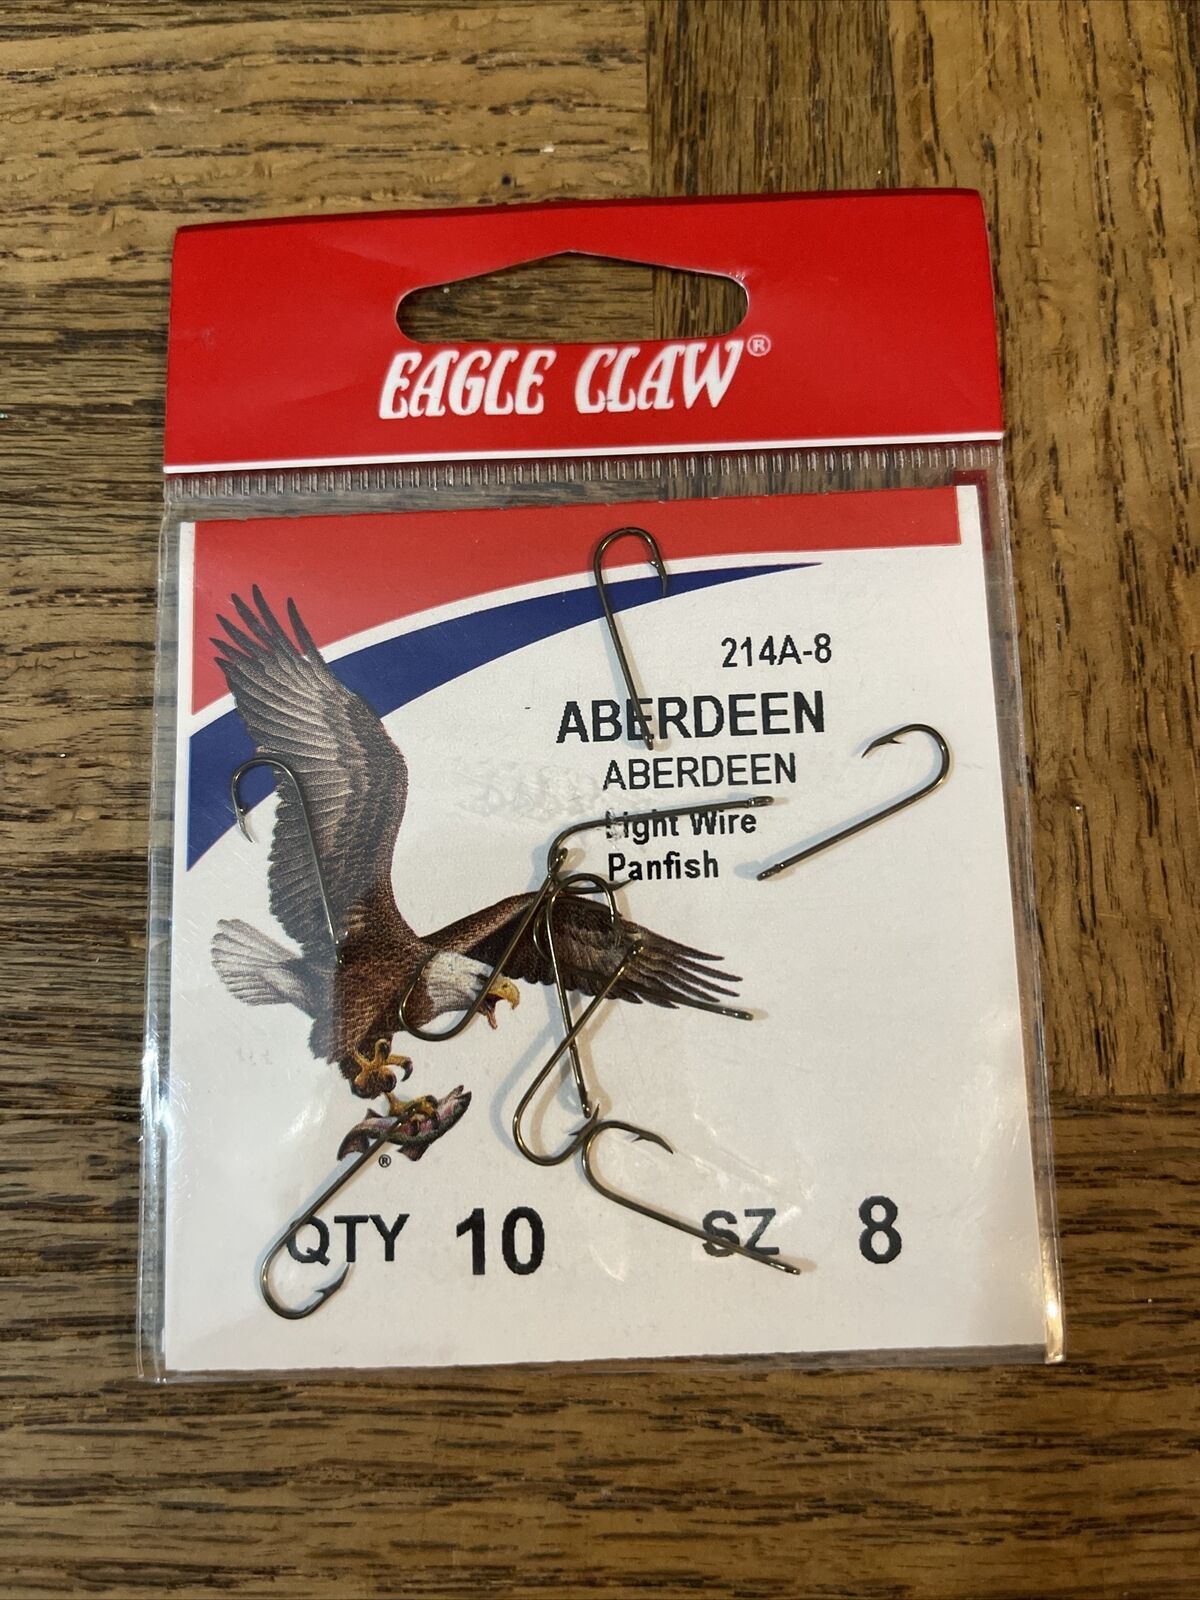 EAGLE CLAW®
214A-8
ABERDEEN
ABERDEEN
Light Wire
Panfish
®
QTY 10 SZ 8